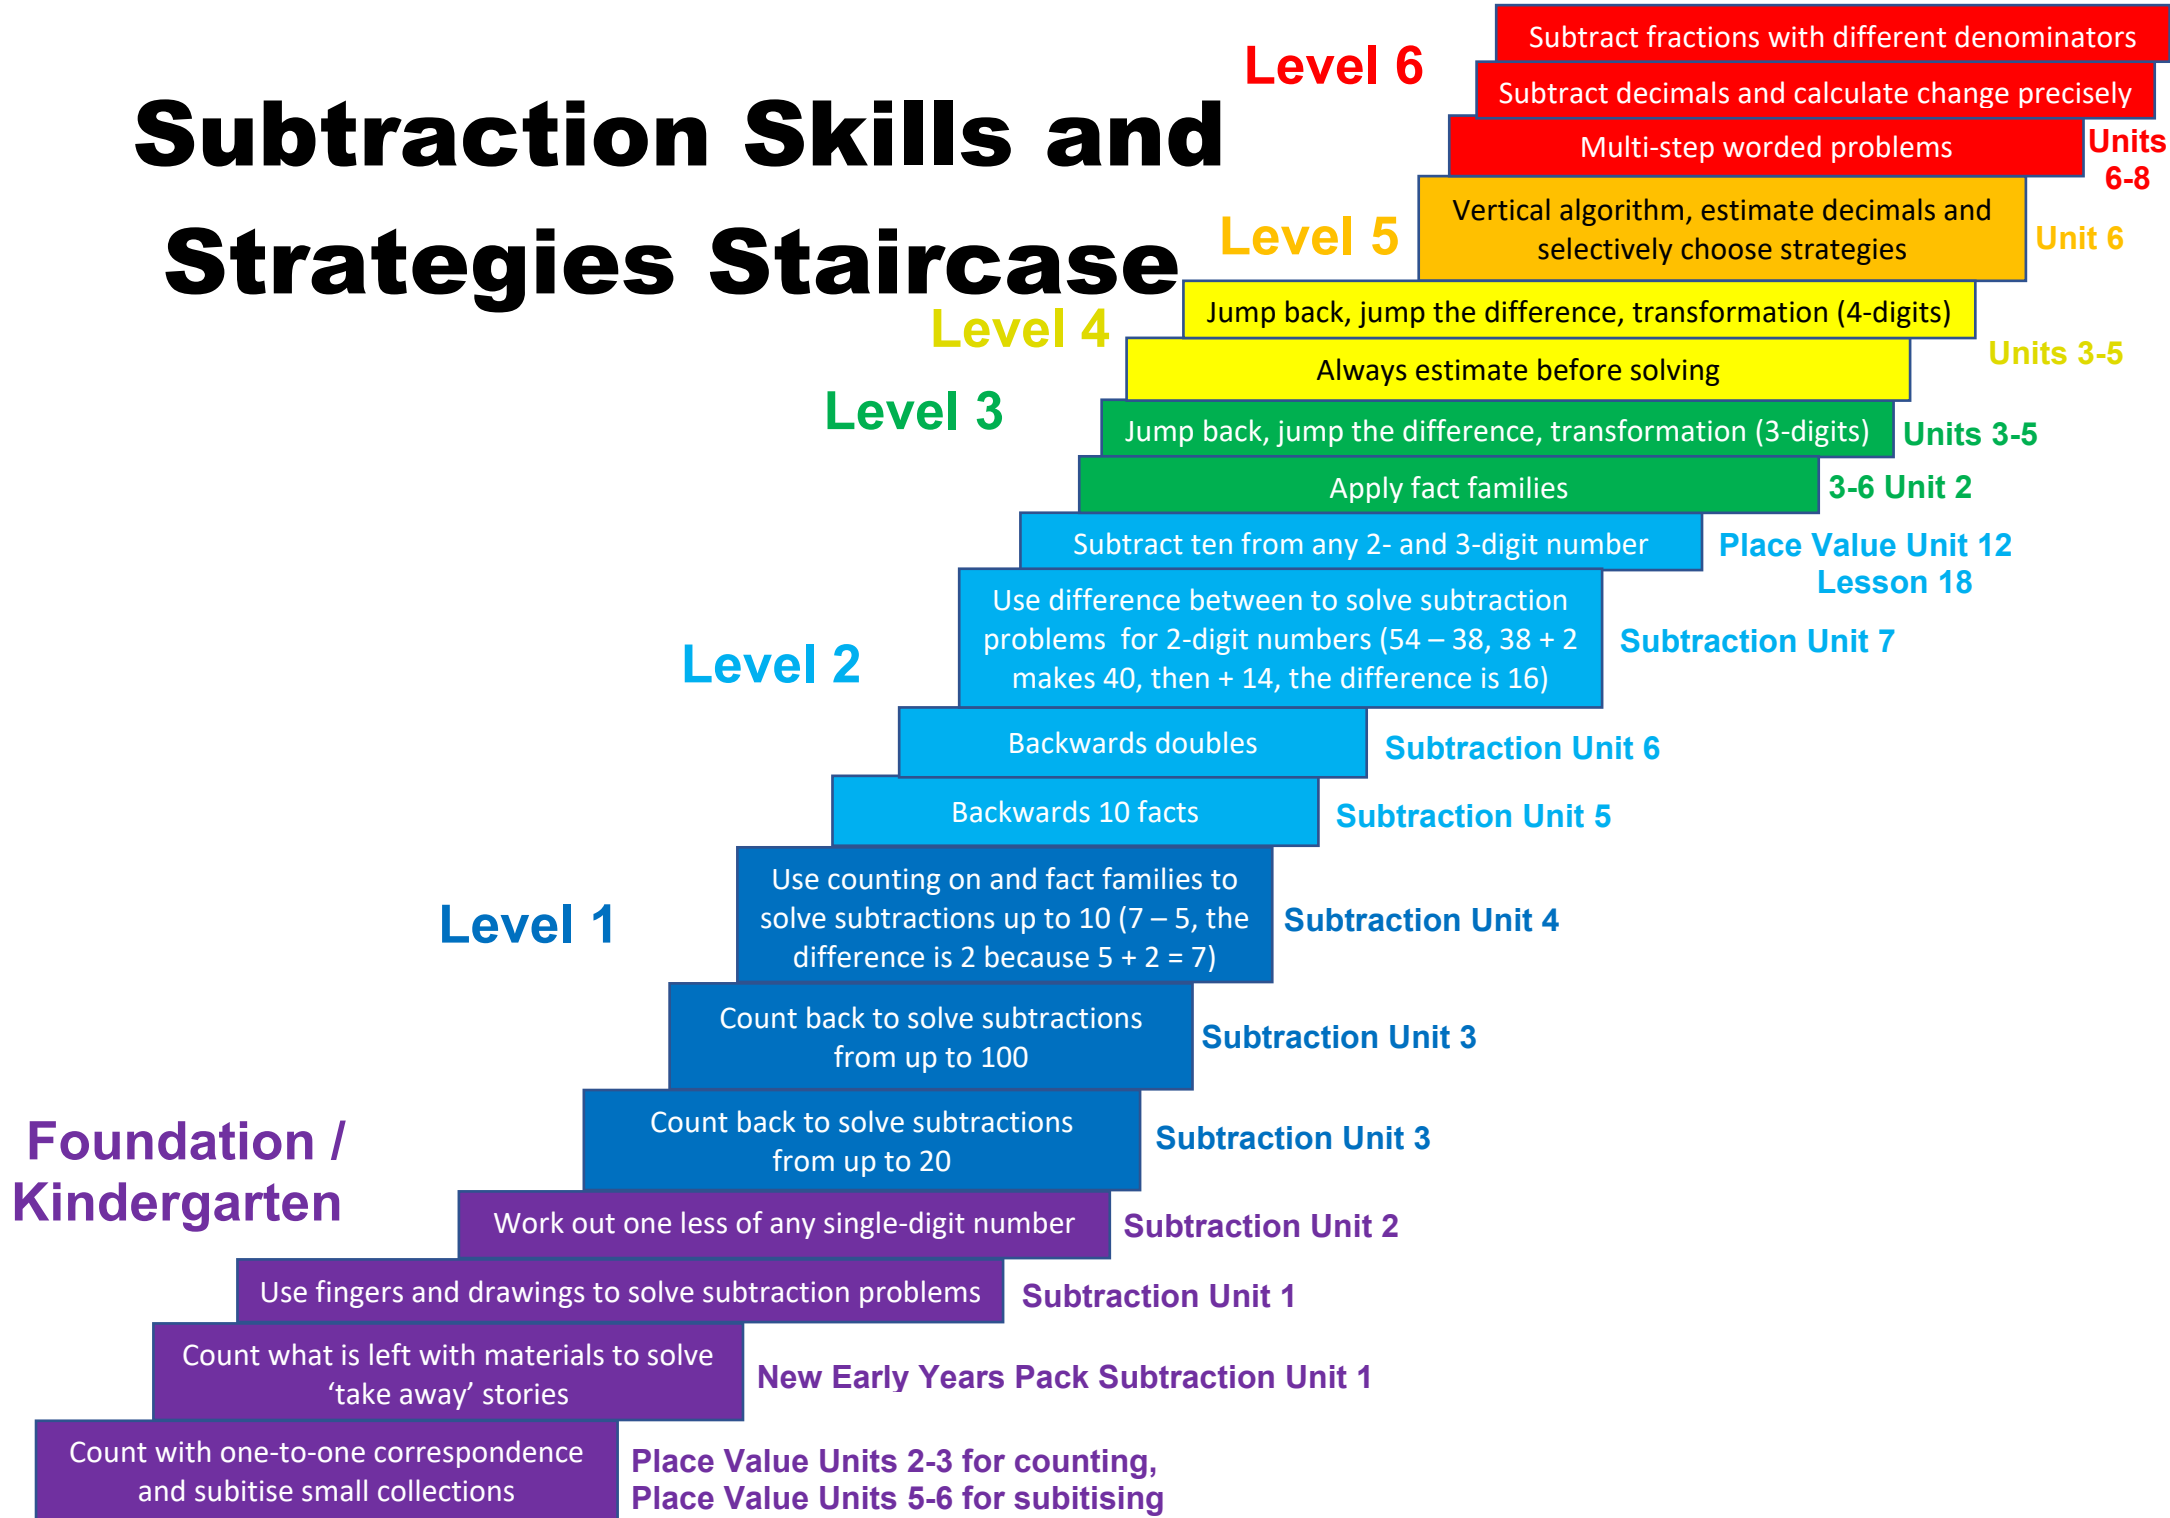 Subtraction Skills and
Strategies Staircase
Level 6
Subtract fractions with different denominators
Subtract decimals and calculate change precisely
Multi-step worded problems
Units
6-8
Level 5
Vertical algorithm, estimate decimals and
selectively choose strategies
Unit 6
Level 4
Jump back, jump the difference, transformation (4-digits)
Always estimate before solving
Units 3-5
Level 3
Jump back, jump the difference, transformation (3-digits)
Units 3-5
Apply fact families
3-6 Unit 2
Level 2
Subtract ten from any 2- and 3-digit number
Place Value Unit 12
Lesson 18
Use difference between to solve subtraction
problems for 2-digit numbers (54 – 38, 38 + 2
makes 40, then + 14, the difference is 16)
Subtraction Unit 7
Backwards doubles
Subtraction Unit 6
Backwards 10 facts
Subtraction Unit 5
Level 1
Use counting on and fact families to
solve subtractions up to 10 (7 – 5, the
difference is 2 because 5 + 2 = 7)
Subtraction Unit 4
Count back to solve subtractions
from up to 100
Subtraction Unit 3
Count back to solve subtractions
from up to 20
Subtraction Unit 3
Foundation /
Kindergarten
Work out one less of any single-digit number
Subtraction Unit 2
Use fingers and drawings to solve subtraction problems
Subtraction Unit 1
Count what is left with materials to solve
‘take away’ stories
New Early Years Pack Subtraction Unit 1
Count with one-to-one correspondence
and subitise small collections
Place Value Units 2-3 for counting,
Place Value Units 5-6 for subitising